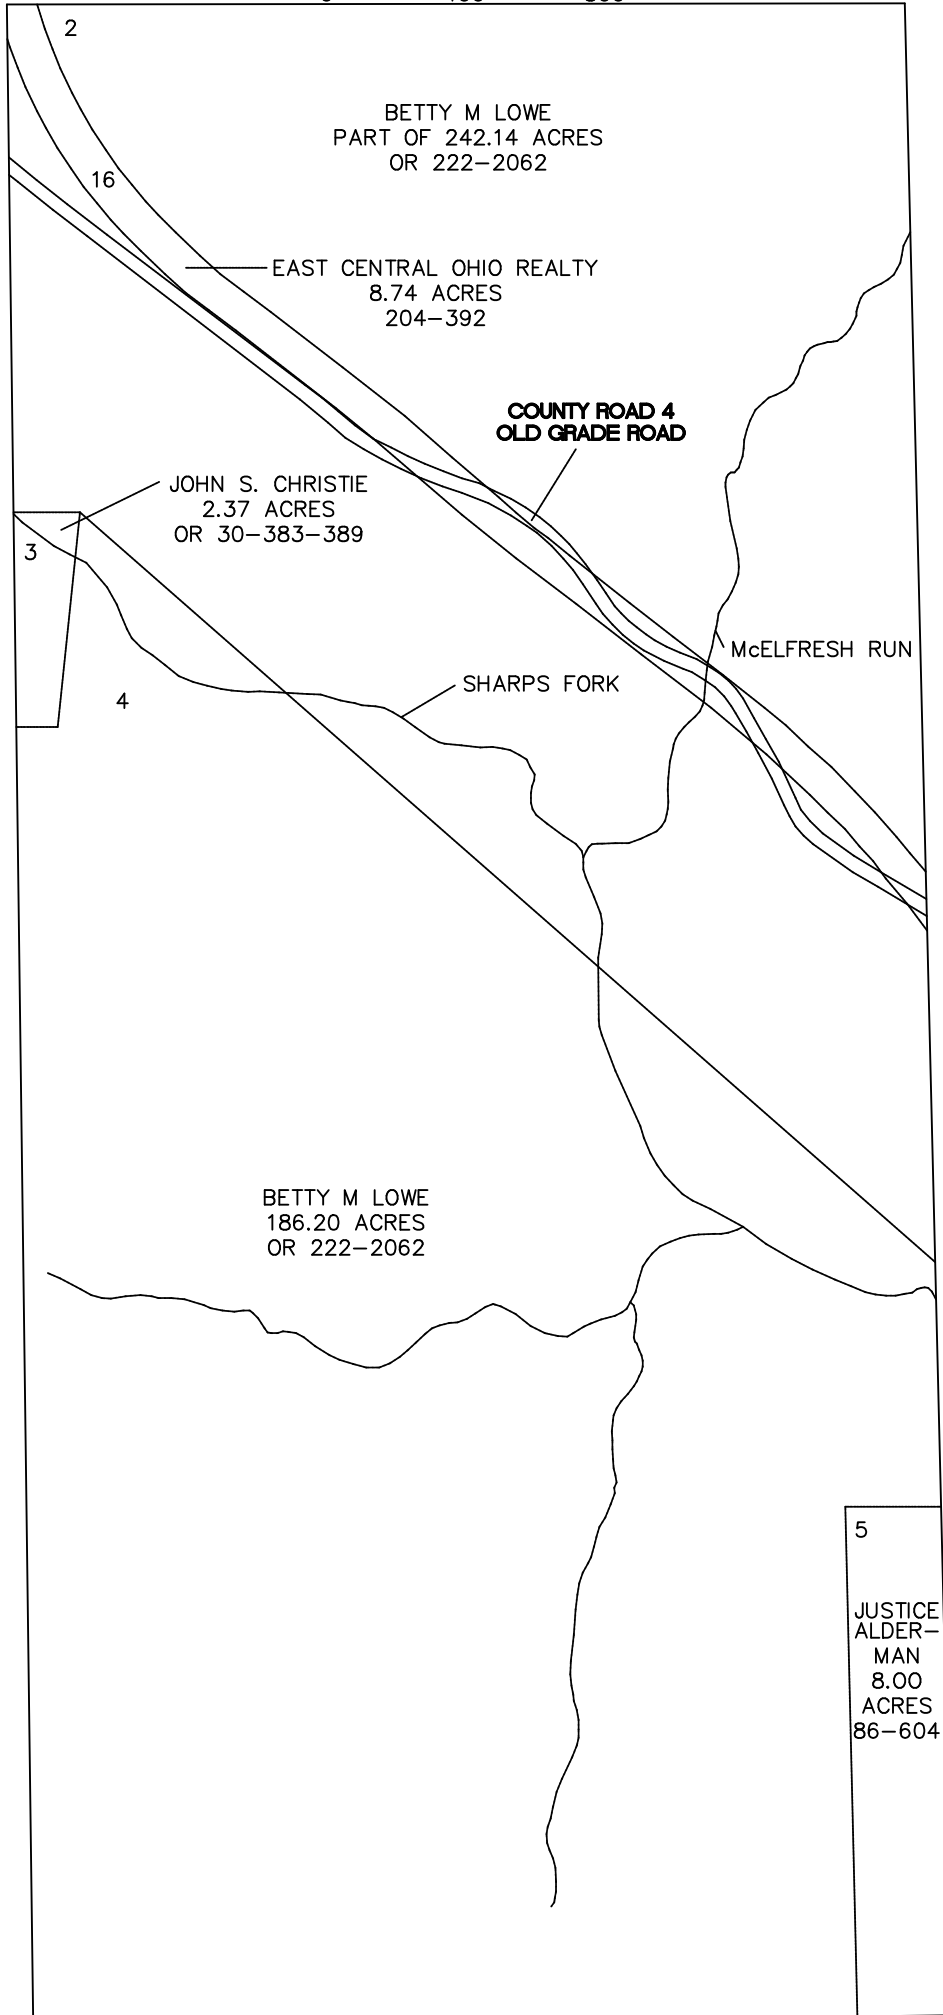 2
BETTY M LOWE
PART OF 242.14 ACRES
OR 222-2062
16
EAST CENTRAL OHIO REALTY
8.74 ACRES
204-392
COUNTY ROAD 4
OLD GRADE ROAD
JOHN S. CHRISTIE
2.37 ACRES
OR 30-383-389
3
McELFRESH RUN
SHARPS FORK
4
BETTY M LOWE
186.20 ACRES
OR 222-2062
5
JUSTICE
ALDER-
MAN
8.00
ACRES
86-604